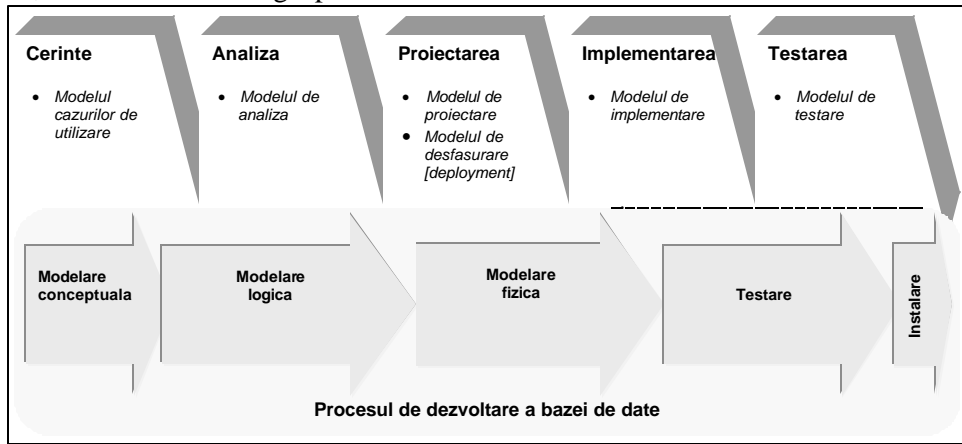 Cerinte
• Modelul
cazurilor de
utilizare
Analiza
• Modelul de
analiza
Proiectarea
• Modelul de
proiectare
• Modelul de
desfasurare
[deployment]
Implementarea
• Modelul de
implementare
Testarea
• Modelul de
testare
Modelare
conceptuala
Modelare
logica
Modelare
fizica
Testare
Instalare
Procesul de dezvoltare a bazei de date